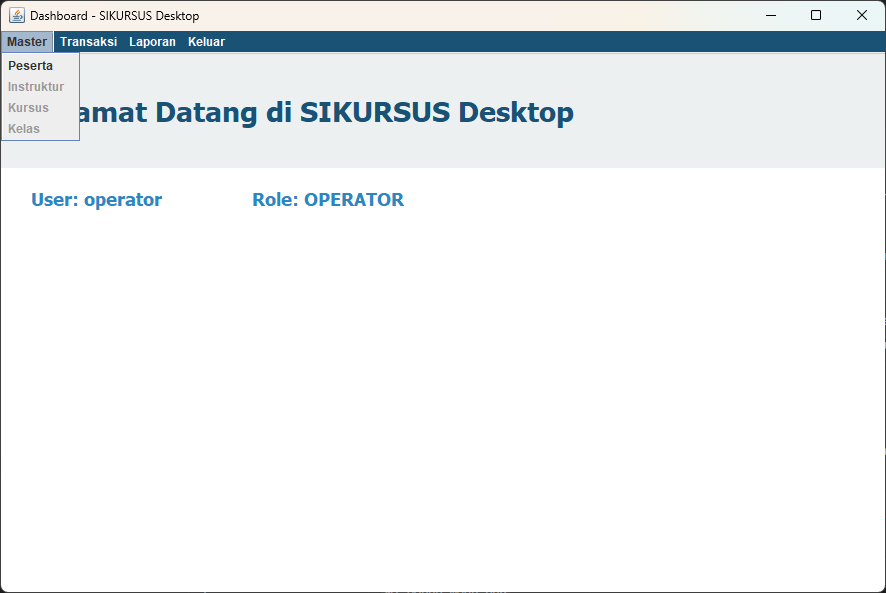 Dashboard - SIKURSUS Desktop
Master Transaksi Laporan Keluar
Peserta
Instruktur
Kursus
Kelas
amat Datang di SIKURSUS Desktop
User: operator Role: OPERATOR